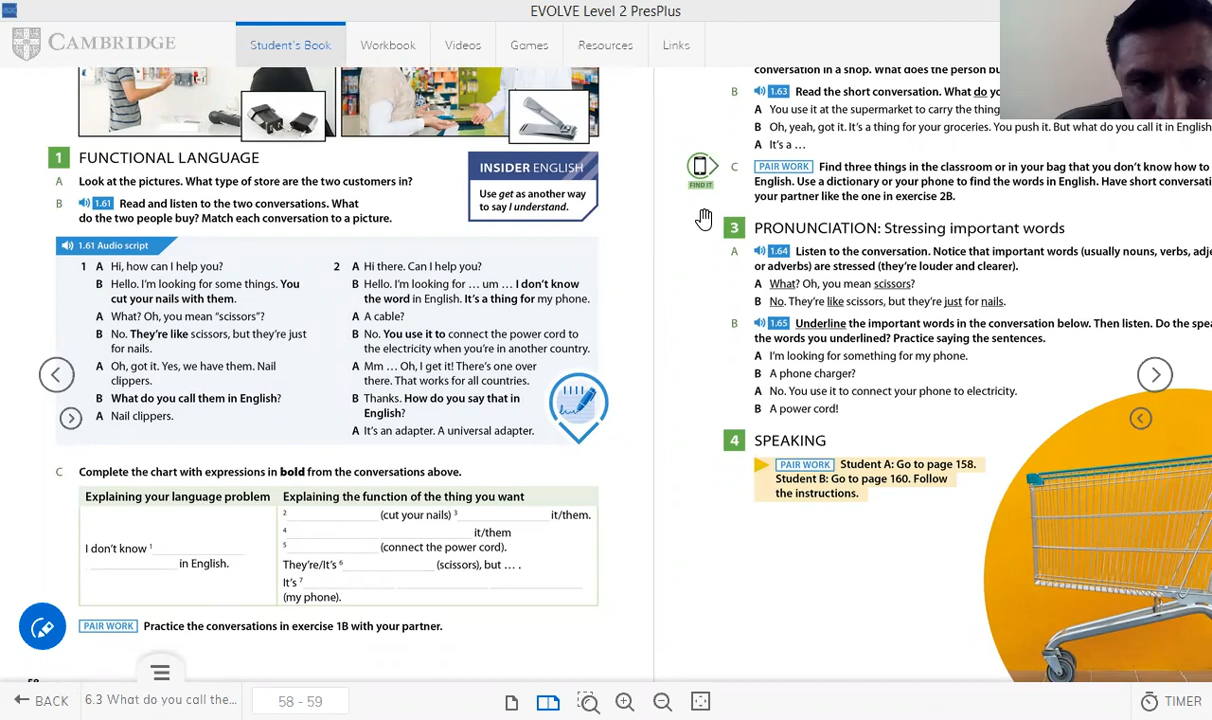 EVOLVE Level 2 PresPlus
CAMBRIDGE
Student's Book
Workbook
Videos
Games
Resources
Links
1 FUNCTIONAL LANGUAGE
A Look at the pictures. What type of store are the two customers in?
B 1.61 Read and listen to the two conversations. What
do the two people buy? Match each conversation to a picture.
INSIDER ENGLISH
Use get as another way
to say I understand.
1.61 Audio script
1 A Hi, how can I help you?
B Hello. I'm looking for some things. You
cut your nails with them.
A What? Oh, you mean "scissors"?
B No. They're like scissors, but they're just
for nails.
A Oh, got it. Yes, we have them. Nail
clippers.
B What do you call them in English?
A Nail clippers.
2 A Hi there. Can I help you?
B Hello. I'm looking for ... um ... I don't know
the word in English. It's a thing for my phone.
A A cable?
B No. You use it to connect the power cord to
the electricity when you're in another country.
A Mm ... Oh, I get it! There's one over
there. That works for all countries.
B Thanks. How do you say that in
English?
A It's an adapter. A universal adapter.
C Complete the chart with expressions in bold from the conversations above.
Explaining your language problem
Explaining the function of the thing you want
I don't know 1
in English.
2 (cut your nails) 3 it/them.
4 it/them
5 (connect the power cord).
They're/It's 6 (scissors), but ... .
It's 7
(my phone).
PAIR WORK Practice the conversations in exercise 1B with your partner.
conversation in a shop. What does the person
B 1.63 Read the short conversation. What do
A You use it at the supermarket to carry the
B Oh, yeah, got it. It's a thing for your groceries. You push it. But what do you call it in English
A It's a ...
FIND IT
C PAIR WORK Find three things in the classroom or in your bag that you don't know how to
English. Use a dictionary or your phone to find the words in English. Have short
your partner like the one in exercise 2B.
3 PRONUNCIATION: Stressing important words
A 1.64 Listen to the conversation. Notice that important words (usually nouns, verbs,
or adverbs) are stressed (they're louder and clearer).
A What? Oh, you mean scissors?
B No. They're like scissors, but they're just for nails.
B 1.65 Underline the important words in the conversation below. Then listen. Do the
the words you underlined? Practice saying the sentences.
A I'm looking for something for my phone.
B A phone charger?
A No. You use it to connect your phone to electricity.
B A power cord!
4 SPEAKING
PAIR WORK Student A: Go to page 158.
Student B: Go to page 160. Follow
the instructions.
BACK
6.3 What do you call the...
58 - 59
TIMER